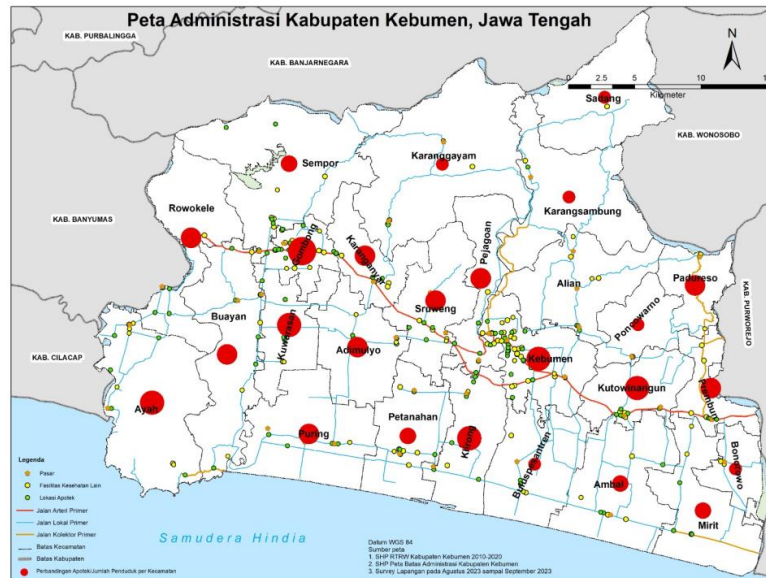 Peta Administrasi Kabupaten Kebumen, Jawa Tengah
KAB. PURBALINGGA
KAB. BANJARNEGARA
N
0 2.5 5 10 15
Kilometer
Sadang
KAB. WONOSOBO
Sempor
Karanggayam
Karangsambung
Rowokele
KAB. BANYUMAS
Gombong
Karanganyar
Pejagoan
Alian
Padureso
Sruweng
Poncowarno
Buayan
Kuwarasan
Adimulyo
KAB. PURWOREJO
KAB. CILACAP
Kebumen
Kutowinangun
Prembun
Ayah
Puring
Petanahan
Klirong
Buluspesantren
Ambal
Bonorowo
Mirit
Legenda
Pasar
Fasilitas Kesehatan Lain
Lokasi Apotek
Jalan Arteri Primer
Jalan Lokal Primer
Jalan Kolektor Primer
Batas Kecamatan
Batas Kabupaten
Perbandingan Apotek/Jumlah Penduduk per Kecamatan
Samudera Hindia
Datum WGS 84
Sumber peta
1. SHP RTRW Kabupaten Kebumen 2010-2020
2. SHP Peta Batas Administrasi Kabupaten Kebumen
3. Survey Lapangan pada Agustus 2023 sampai September 2023